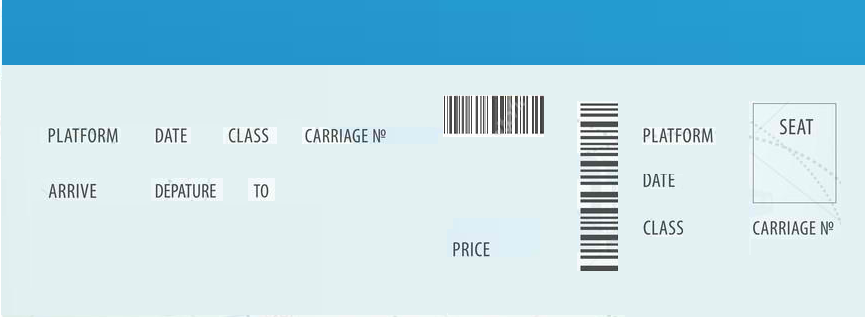 PLATFORM DATE CLASS CARRIAGE Nº
ARRIVE DEPATURE TO
PRICE
PLATFORM
DATE
CLASS
SEAT
CARRIAGE Nº